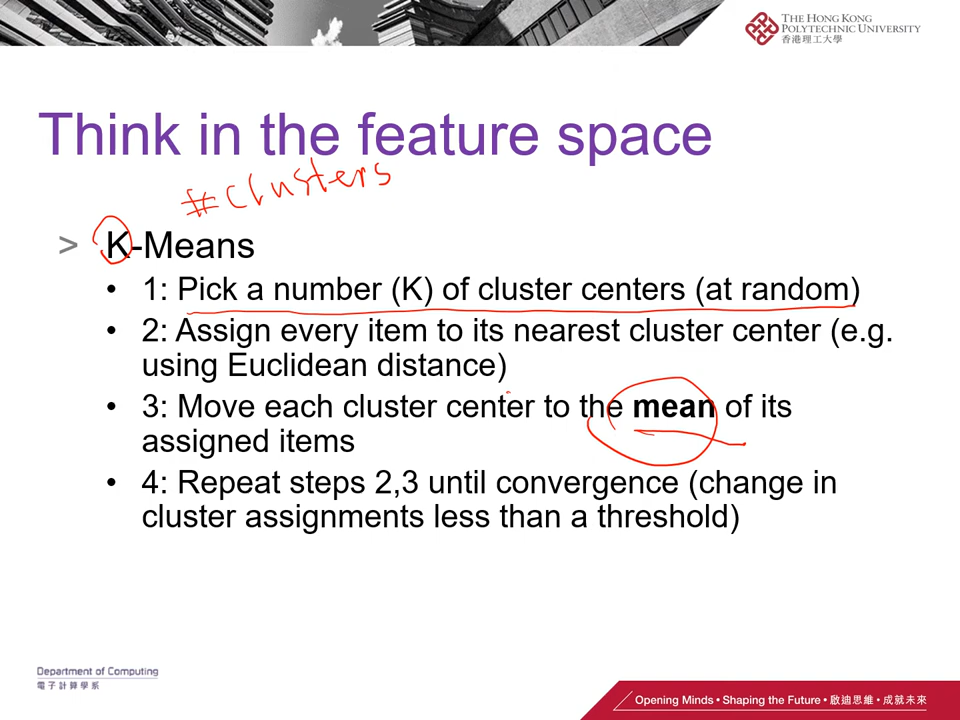 THE HONG KONG
POLYTECHNIC UNIVERSITY
香港理工大學
Think in the feature space
#clusters
> K-Means
• 1: Pick a number (K) of cluster centers (at random)
• 2: Assign every item to its nearest cluster center (e.g.
using Euclidean distance)
• 3: Move each cluster center to the mean of its
assigned items
• 4: Repeat steps 2,3 until convergence (change in
cluster assignments less than a threshold)
Department of Computing
電子計算學系
Opening Minds • Shaping the Future • 啟迪思維 • 成就未來